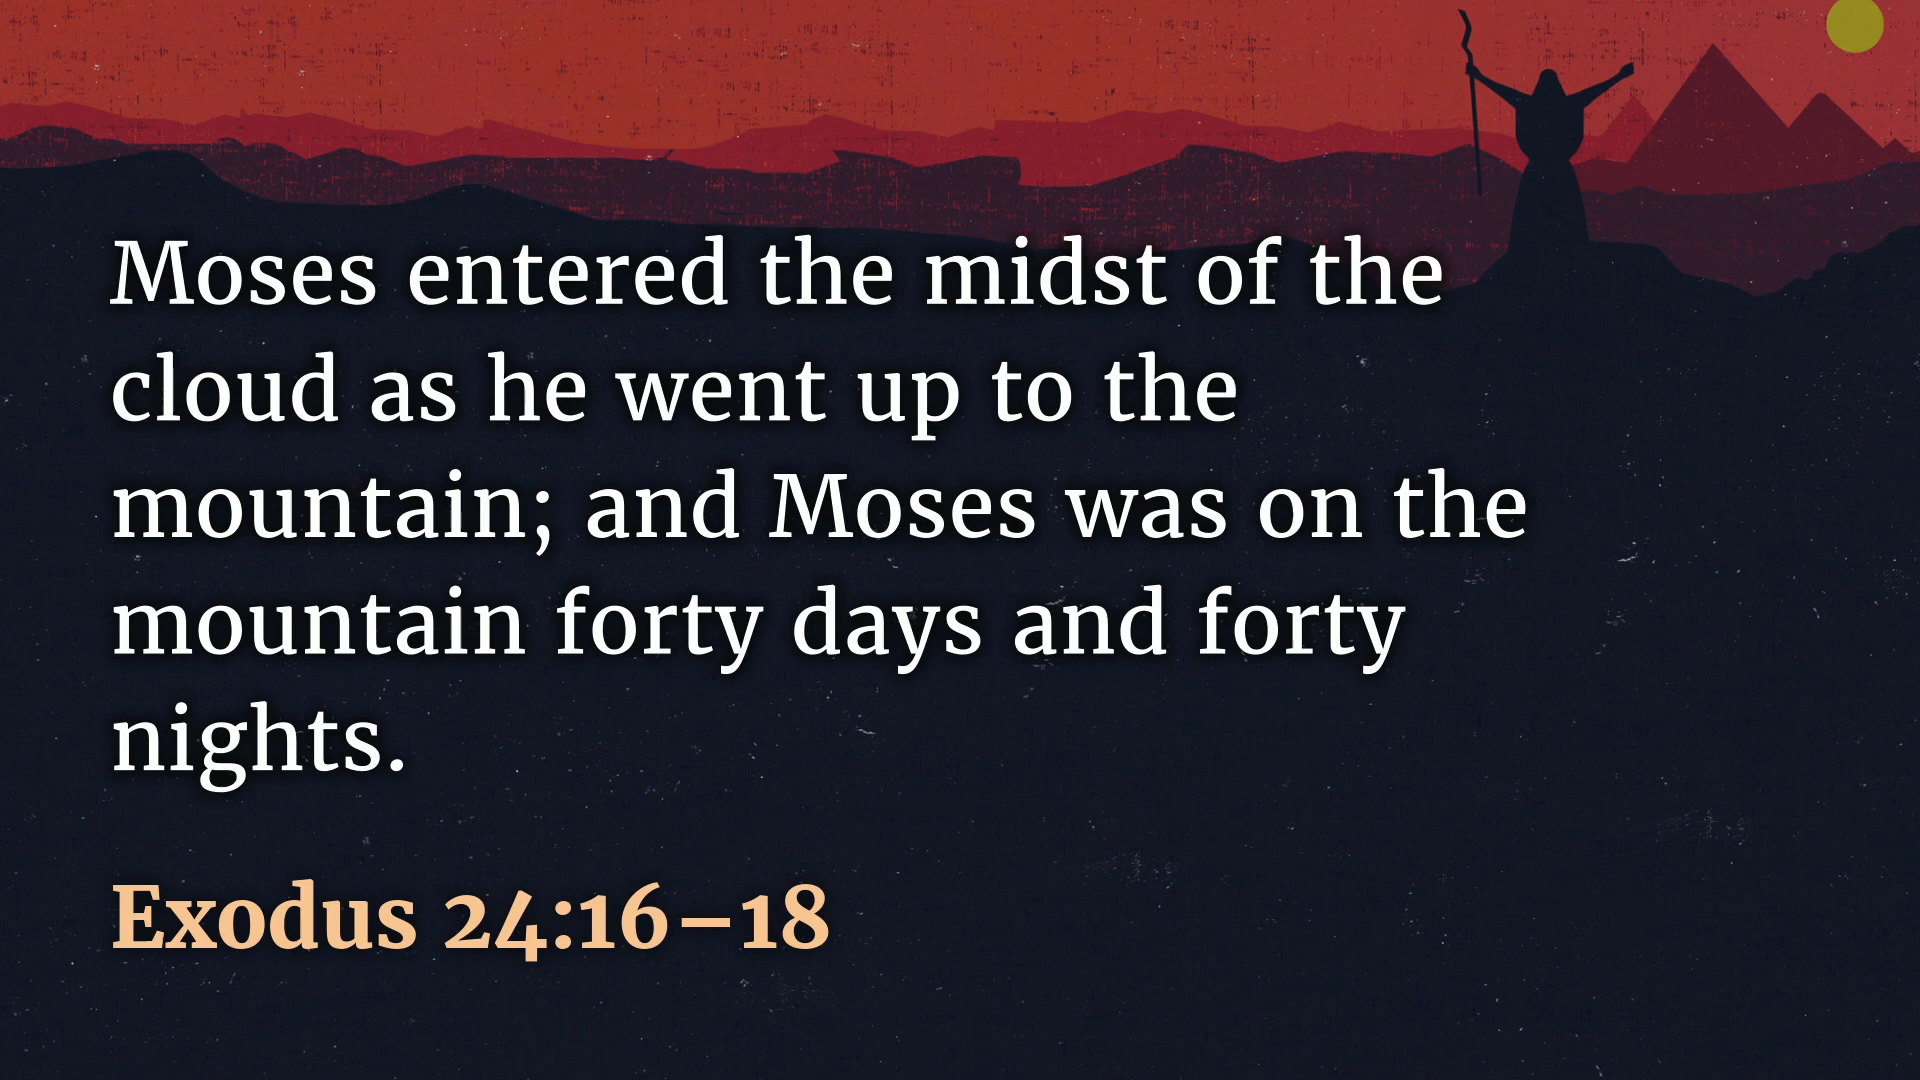 Moses entered the midst of the
cloud as he went up to the
mountain; and Moses was on the
mountain forty days and forty
nights.
Exodus 24:16–18